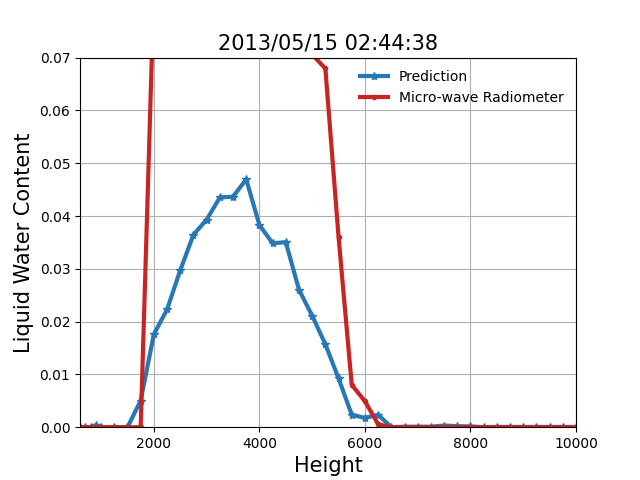 2013/05/15 02:44:38
Prediction
Micro-wave Radiometer
Liquid Water Content
0.07
0.06
0.05
0.04
0.03
0.02
0.01
0.00
2000 4000 6000 8000 10000
Height